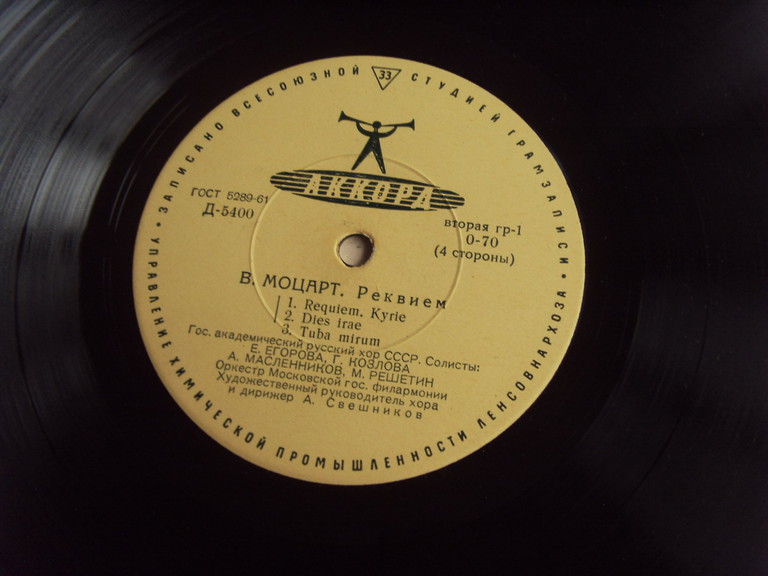 ЗАПИСАНО ВСЕСОЮЗНОЙ 33 СТУДИЕЙ ГРАМЗАПИСИ •
УПРАВЛЕНИЕ ХИМИЧЕСКОЙ ПРОМЫШЛЕННОСТИ ЛЕНСОВНАРХОЗА •
АККОРД
ГОСТ 5289-61
Д-5400
вторая гр-1
0-70
(4 стороны)
В. МОЦАРТ. Реквием
1. Requiem. Kyrie
2. Dies irae
3. Tuba mirum
Гос. академический русский хор СССР. Солисты:
Е. ЕГОРОВА, Г. КОЗЛОВА
А. МАСЛЕННИКОВ, М. РЕШЕТИН
Оркестр Московской гос. филармонии
Художественный руководитель хора
и дирижер А. Свешников